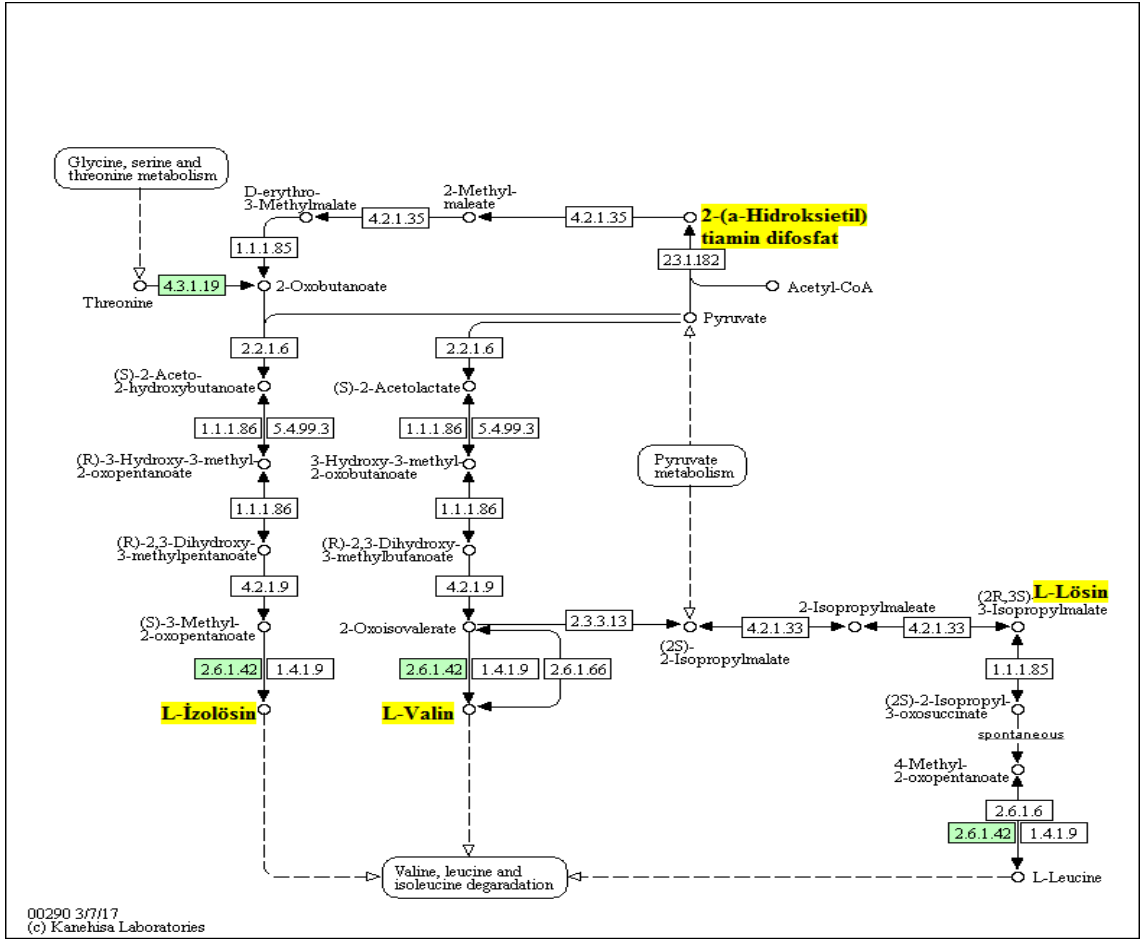 Glycine, serine and
threonine metabolism
D-erythro-
3-Methylmalate
2-Methyl-
maleate
4.2.1.35
4.2.1.35
2-(a-Hidroksietil)
tiamin difosfat
1.1.1.85
2.3.1.182
4.3.1.19
Threonine
2-Oxobutanoate
Acetyl-CoA
Pyruvate
2.2.1.6
2.2.1.6
(S)-2-Aceto-
2-hydroxybutanoate
(S)-2-Acetolactate
1.1.1.86
5.4.99.3
1.1.1.86
5.4.99.3
(R)-3-Hydroxy-3-methyl-
2-oxopentanoate
3-Hydroxy-3-methyl-
2-oxobutanoate
Pyruvate
metabolism
1.1.1.86
1.1.1.86
(R)-2,3-Dihydroxy-
3-methylpentanoate
(R)-2,3-Dihydroxy-
3-methylbutanoate
4.2.1.9
4.2.1.9
(S)-3-Methyl-
2-oxopentanoate
2-Oxoisovalerate
2.3.3.13
(2S)-
2-Isopropylmalate
4.2.1.33
2-Isopropylmaleate
4.2.1.33
(2R,3S)-
3-Isopropylmalate
L-Lösin
2.6.1.42
1.4.1.9
2.6.1.42
1.4.1.9
2.6.1.66
1.1.1.85
L-İzolösin
L-Valin
(2S)-2-Isopropyl-
3-oxosuccinate
spontaneous
4-Methyl-
2-oxopentanoate
2.6.1.6
2.6.1.42
1.4.1.9
Valine, leucine and
isoleucine degaradation
L-Leucine
00290 3/7/17
(c) Kanehisa Laboratories